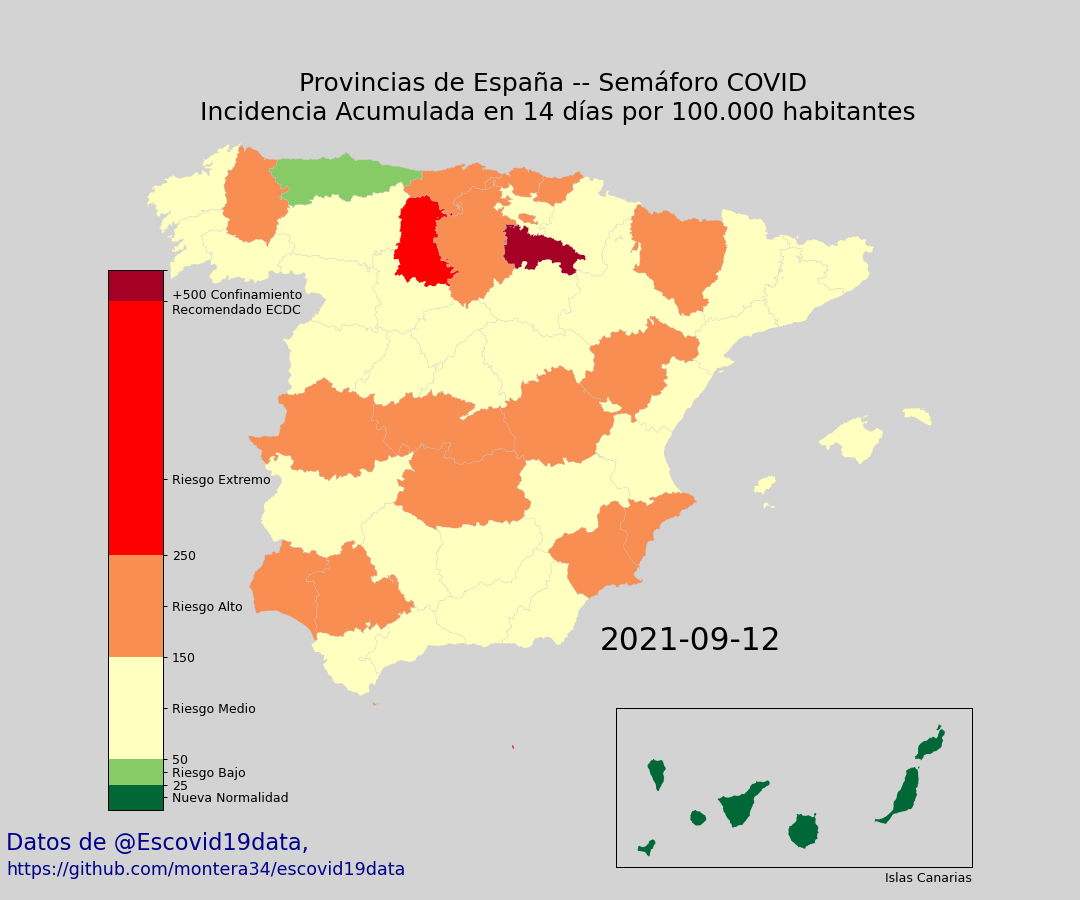 Provincias de España -- Semáforo COVID
Incidencia Acumulada en 14 días por 100.000 habitantes
+500 Confinamiento
Recomendado ECDC
Riesgo Extremo
250
Riesgo Alto
150
Riesgo Medio
50
Riesgo Bajo
25
Nueva Normalidad
2021-09-12
Islas Canarias
Datos de @Escovid19data,
https://github.com/montera34/escovid19data